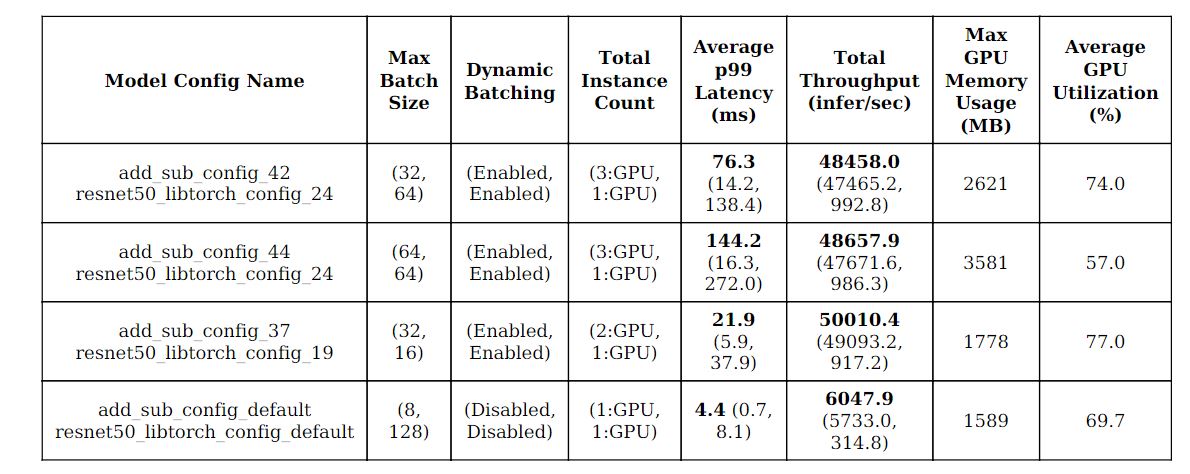 Model Config Name
Max
Batch
Size
Dynamic
Batching
Total
Instance
Count
Average
p99
Latency
(ms)
Total
Throughput
(infer/sec)
Max
GPU
Memory
Usage
(MB)
Average
GPU
Utilization
(%)
add_sub_config_42
resnet50_libtorch_config_24
(32,
64)
(Enabled,
Enabled)
(3:GPU,
1:GPU)
76.3
(14.2,
138.4)
48458.0
(47465.2,
992.8)
2621
74.0
add_sub_config_44
resnet50_libtorch_config_24
(64,
64)
(Enabled,
Enabled)
(3:GPU,
1:GPU)
144.2
(16.3,
272.0)
48657.9
(47671.6,
986.3)
3581
57.0
add_sub_config_37
resnet50_libtorch_config_19
(32,
16)
(Enabled,
Enabled)
(2:GPU,
1:GPU)
21.9
(5.9,
37.9)
50010.4
(49093.2,
917.2)
1778
77.0
add_sub_config_default
resnet50_libtorch_config_default
(8,
128)
(Disabled,
Disabled)
(1:GPU,
1:GPU)
4.4 (0.7,
8.1)
6047.9
(5733.0,
314.8)
1589
69.7